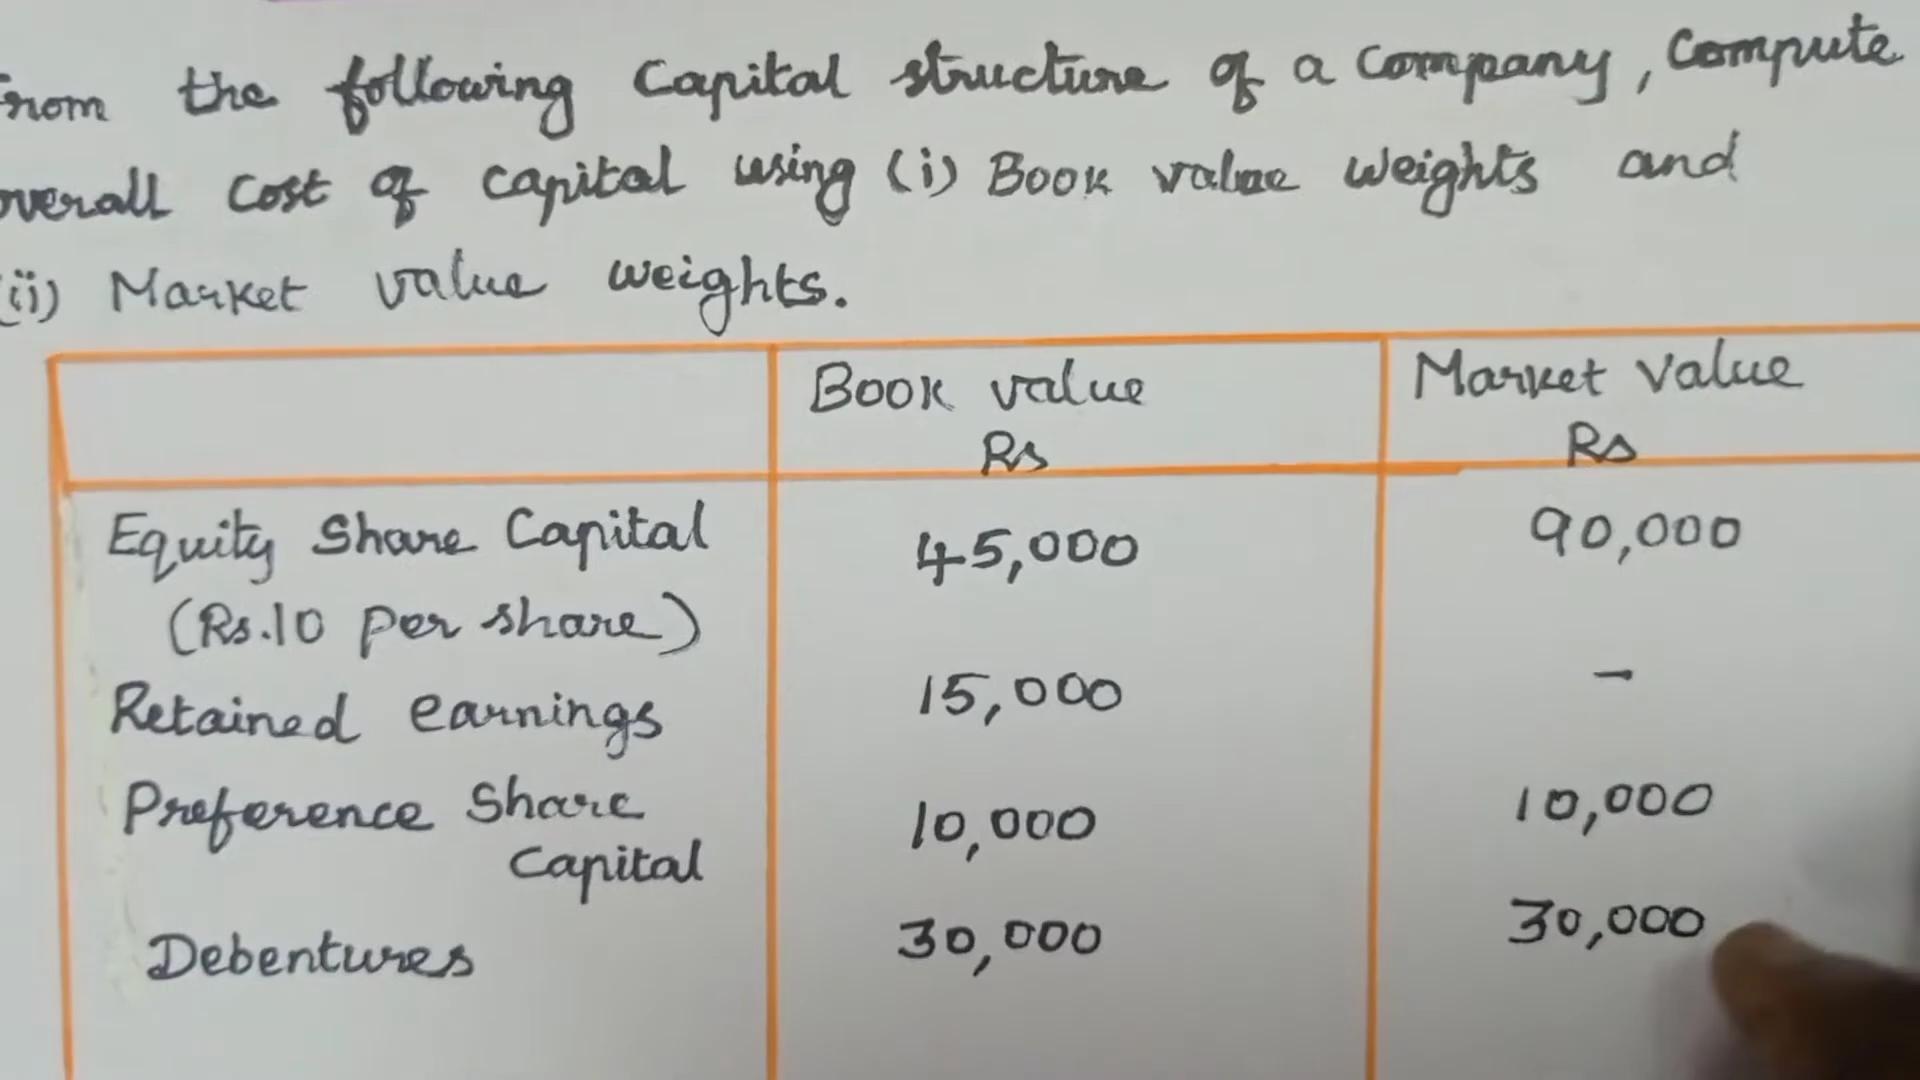 From the following Capital structure of a Company, Compute
overall cost of capital using (i) Book value weights and
(ii) Market value weights.
Book value
Rs
Market value
Rs
Equity Share Capital
(Rs.10 per share)
45,000
90,000
Retained earnings
15,000
-
Preference Share
Capital
10,000
10,000
Debentures
30,000
30,000